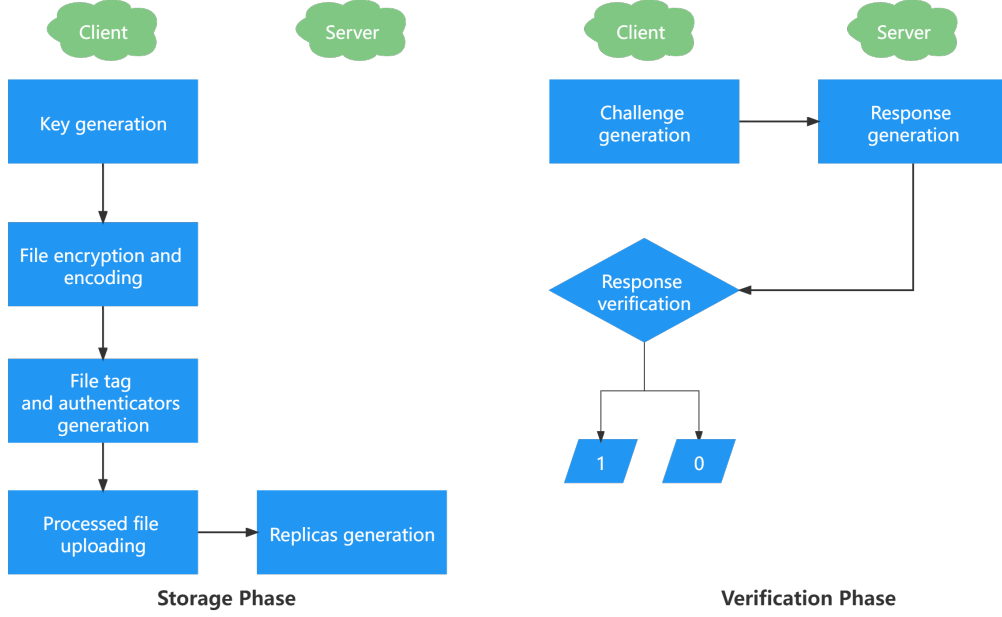 Client
Server
Key generation
File encryption and
encoding
File tag
and authenticators
generation
Processed file
uploading
Replicas generation
Storage Phase
Client
Server
Challenge
generation
Response
generation
Response
verification
1
0
Verification Phase